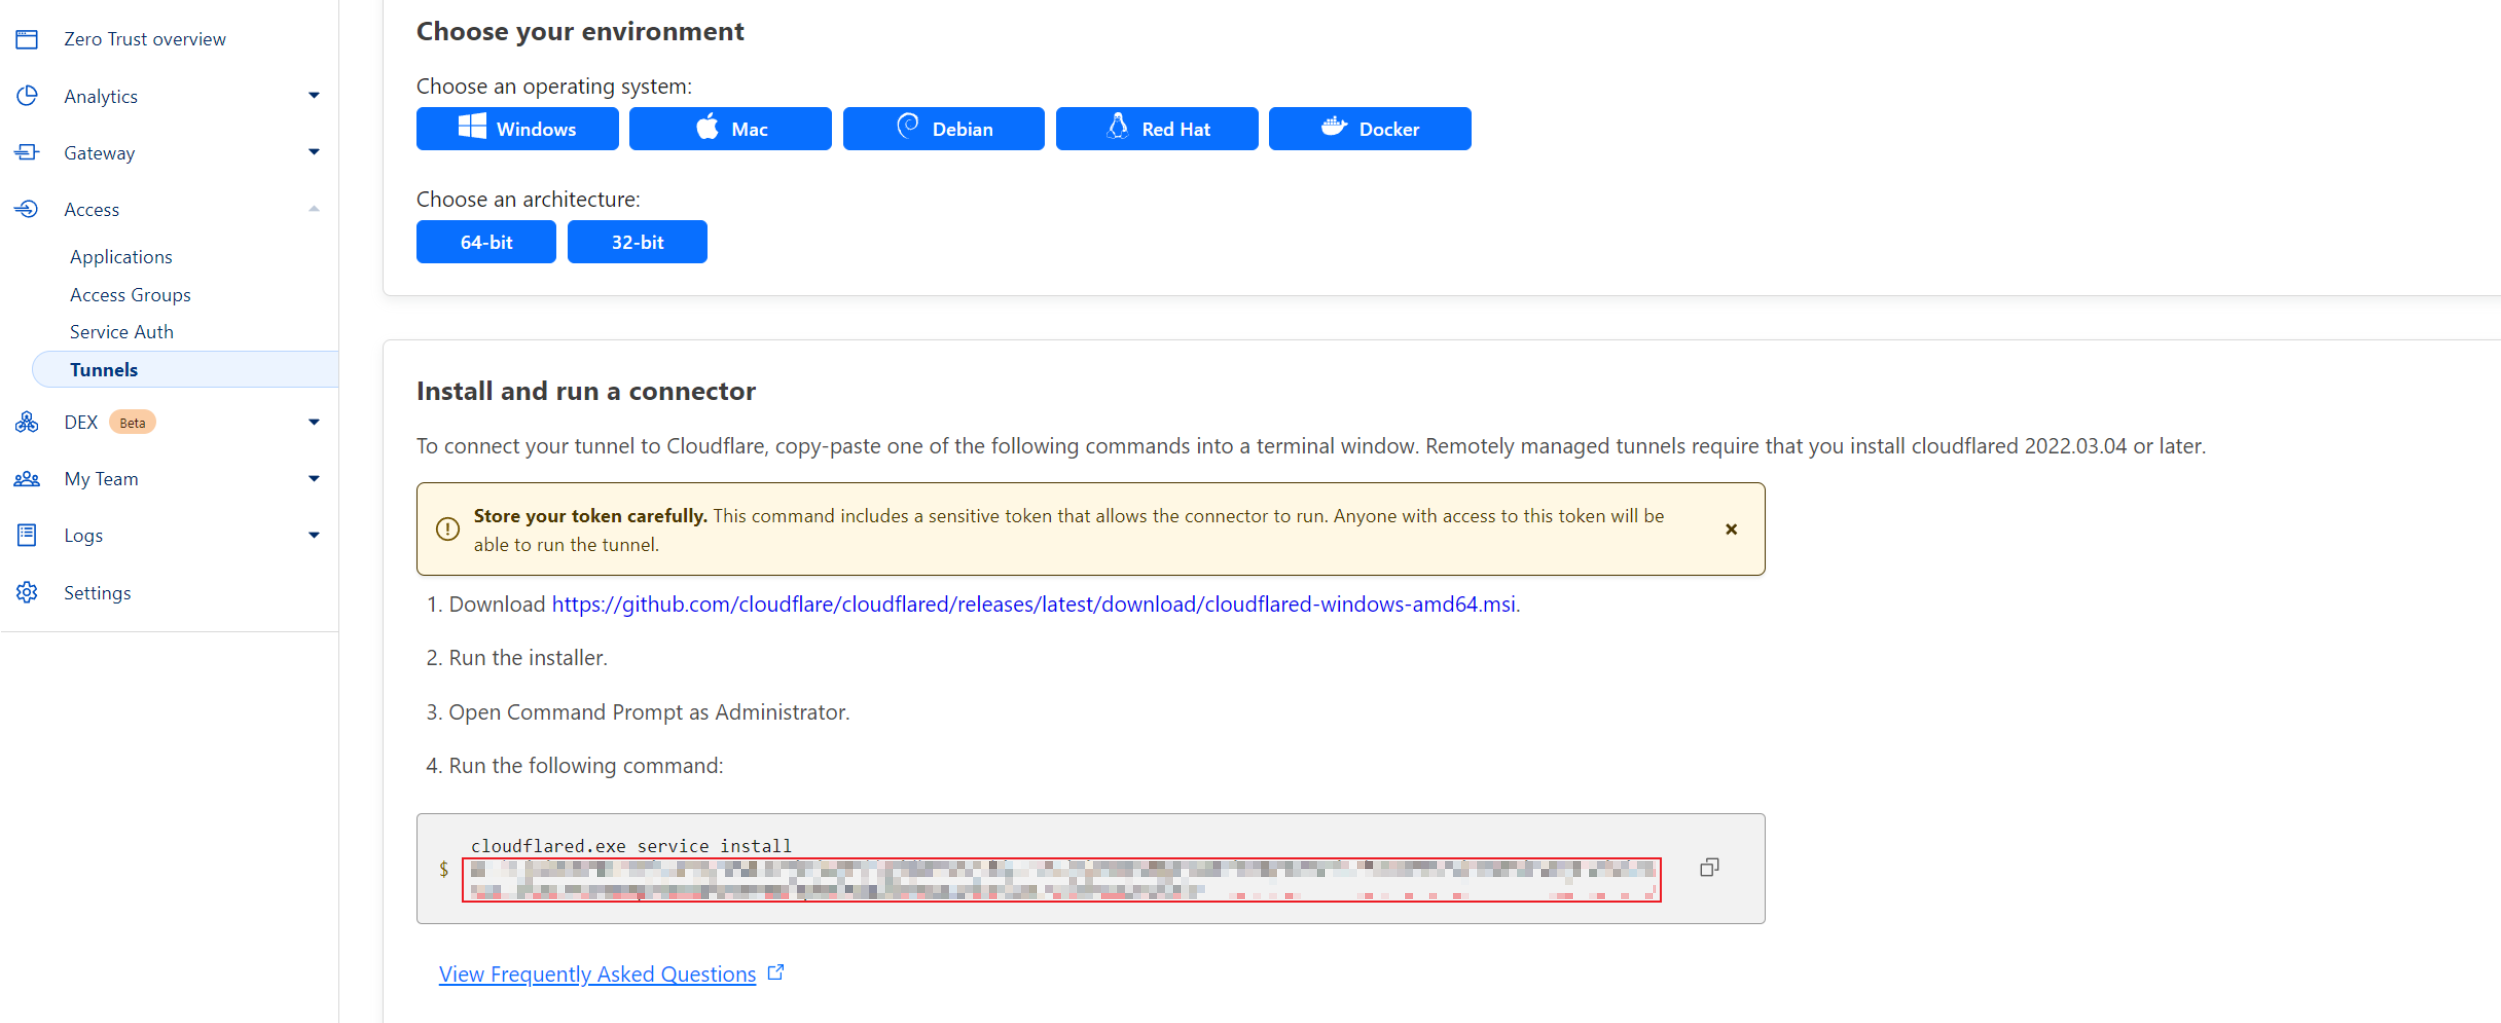 Zero Trust overview
Analytics
Gateway
Access
Applications
Access Groups
Service Auth
Tunnels
DEX Beta
My Team
Logs
Settings
Choose your environment
Choose an operating system:
Windows
Mac
Debian
Red Hat
Docker
Choose an architecture:
64-bit
32-bit
Install and run a connector
To connect your tunnel to Cloudflare, copy-paste one of the following commands into a terminal window. Remotely managed tunnels require that you install cloudflared 2022.03.04 or later.
Store your token carefully. This command includes a sensitive token that allows the connector to run. Anyone with access to this token will be
able to run the tunnel.
1. Download https://github.com/cloudflare/cloudflared/releases/latest/download/cloudflared-windows-amd64.msi.
2. Run the installer.
3. Open Command Prompt as Administrator.
4. Run the following command:
cloudflared.exe service install
$
View Frequently Asked Questions